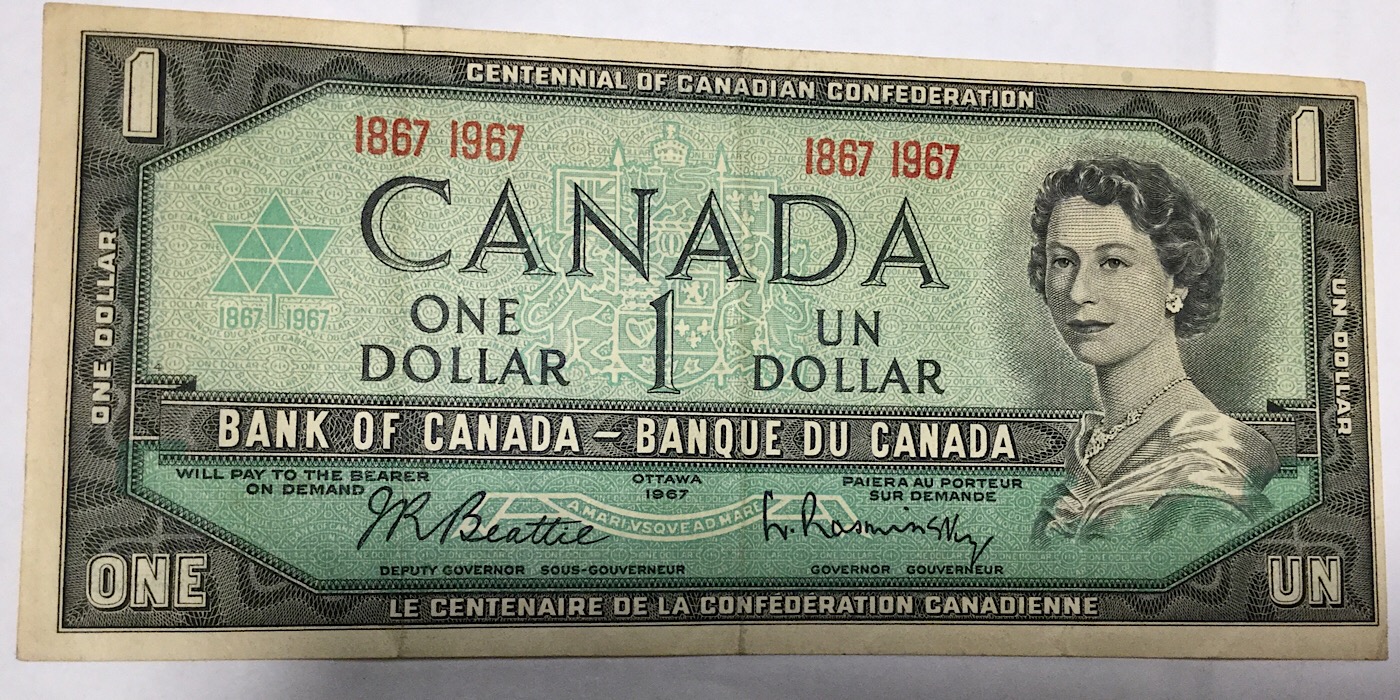 1
CENTENNIAL OF CANADIAN CONFEDERATION
1
1867 1967
1867 1967
CANADA
1867 1967
ONE DOLLAR
1
UN DOLLAR
ONE DOLLAR
UN DOLLAR
BANK OF CANADA – BANQUE DU CANADA
WILL PAY TO THE BEARER
ON DEMAND
OTTAWA
1967
PAIERA AU PORTEUR
SUR DEMANDE
A MARI VSQVE AD MARE
JR Beattie
L. Rasminsky
DEPUTY GOVERNOR SOUS-GOUVERNEUR
GOVERNOR GOUVERNEUR
ONE
UN
LE CENTENAIRE DE LA CONFÉDÉRATION CANADIENNE